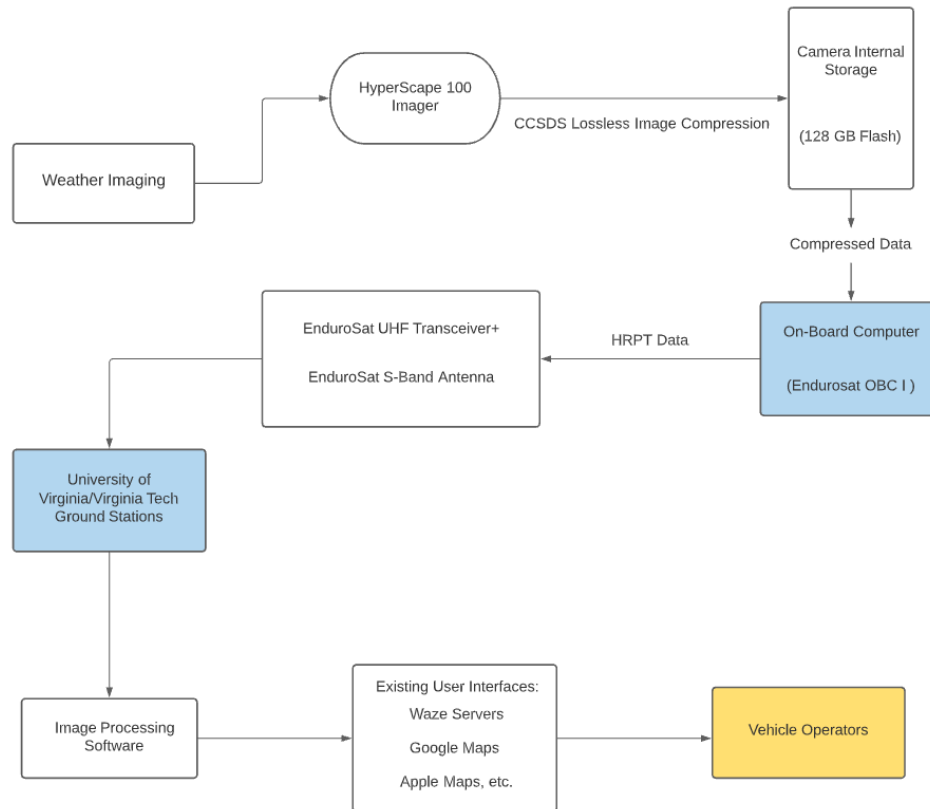 Weather Imaging
HyperScape 100
Imager
CCSDS Lossless Image Compression
Camera Internal
Storage
(128 GB Flash)
Compressed Data
On-Board Computer
(Endurosat OBC I )
HRPT Data
EnduroSat UHF Transceiver+
EnduroSat S-Band Antenna
University of
Virginia/Virginia Tech
Ground Stations
Image Processing
Software
Existing User Interfaces:
Waze Servers
Google Maps
Apple Maps, etc.
Vehicle Operators